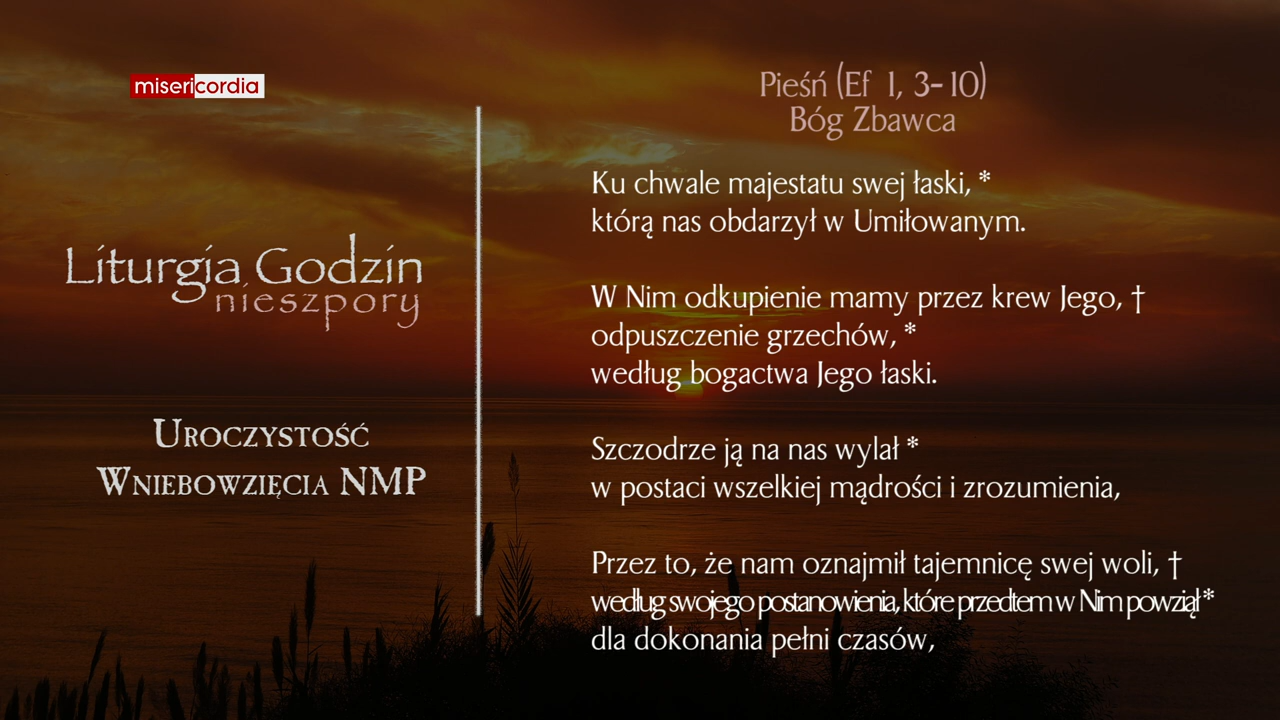 misericordia
Liturgia Godzin
nieszpory
Uroczystość
Wniebowzięcia NMP
Pieśń (Ef 1, 3-10)
Bóg Zbawca
Ku chwale majestatu swej łaski, *
którą nas obdarzył w Umiłowanym.
W Nim odkupienie mamy przez krew Jego, †
odpuszczenie grzechów, *
według bogactwa Jego łaski.
Szczodrze ją na nas wylał *
w postaci wszelkiej mądrości i zrozumienia,
Przez to, że nam oznajmił tajemnicę swej woli, †
według swojego postanowienia, które przedtem w Nim powziął *
dla dokonania pełni czasów,